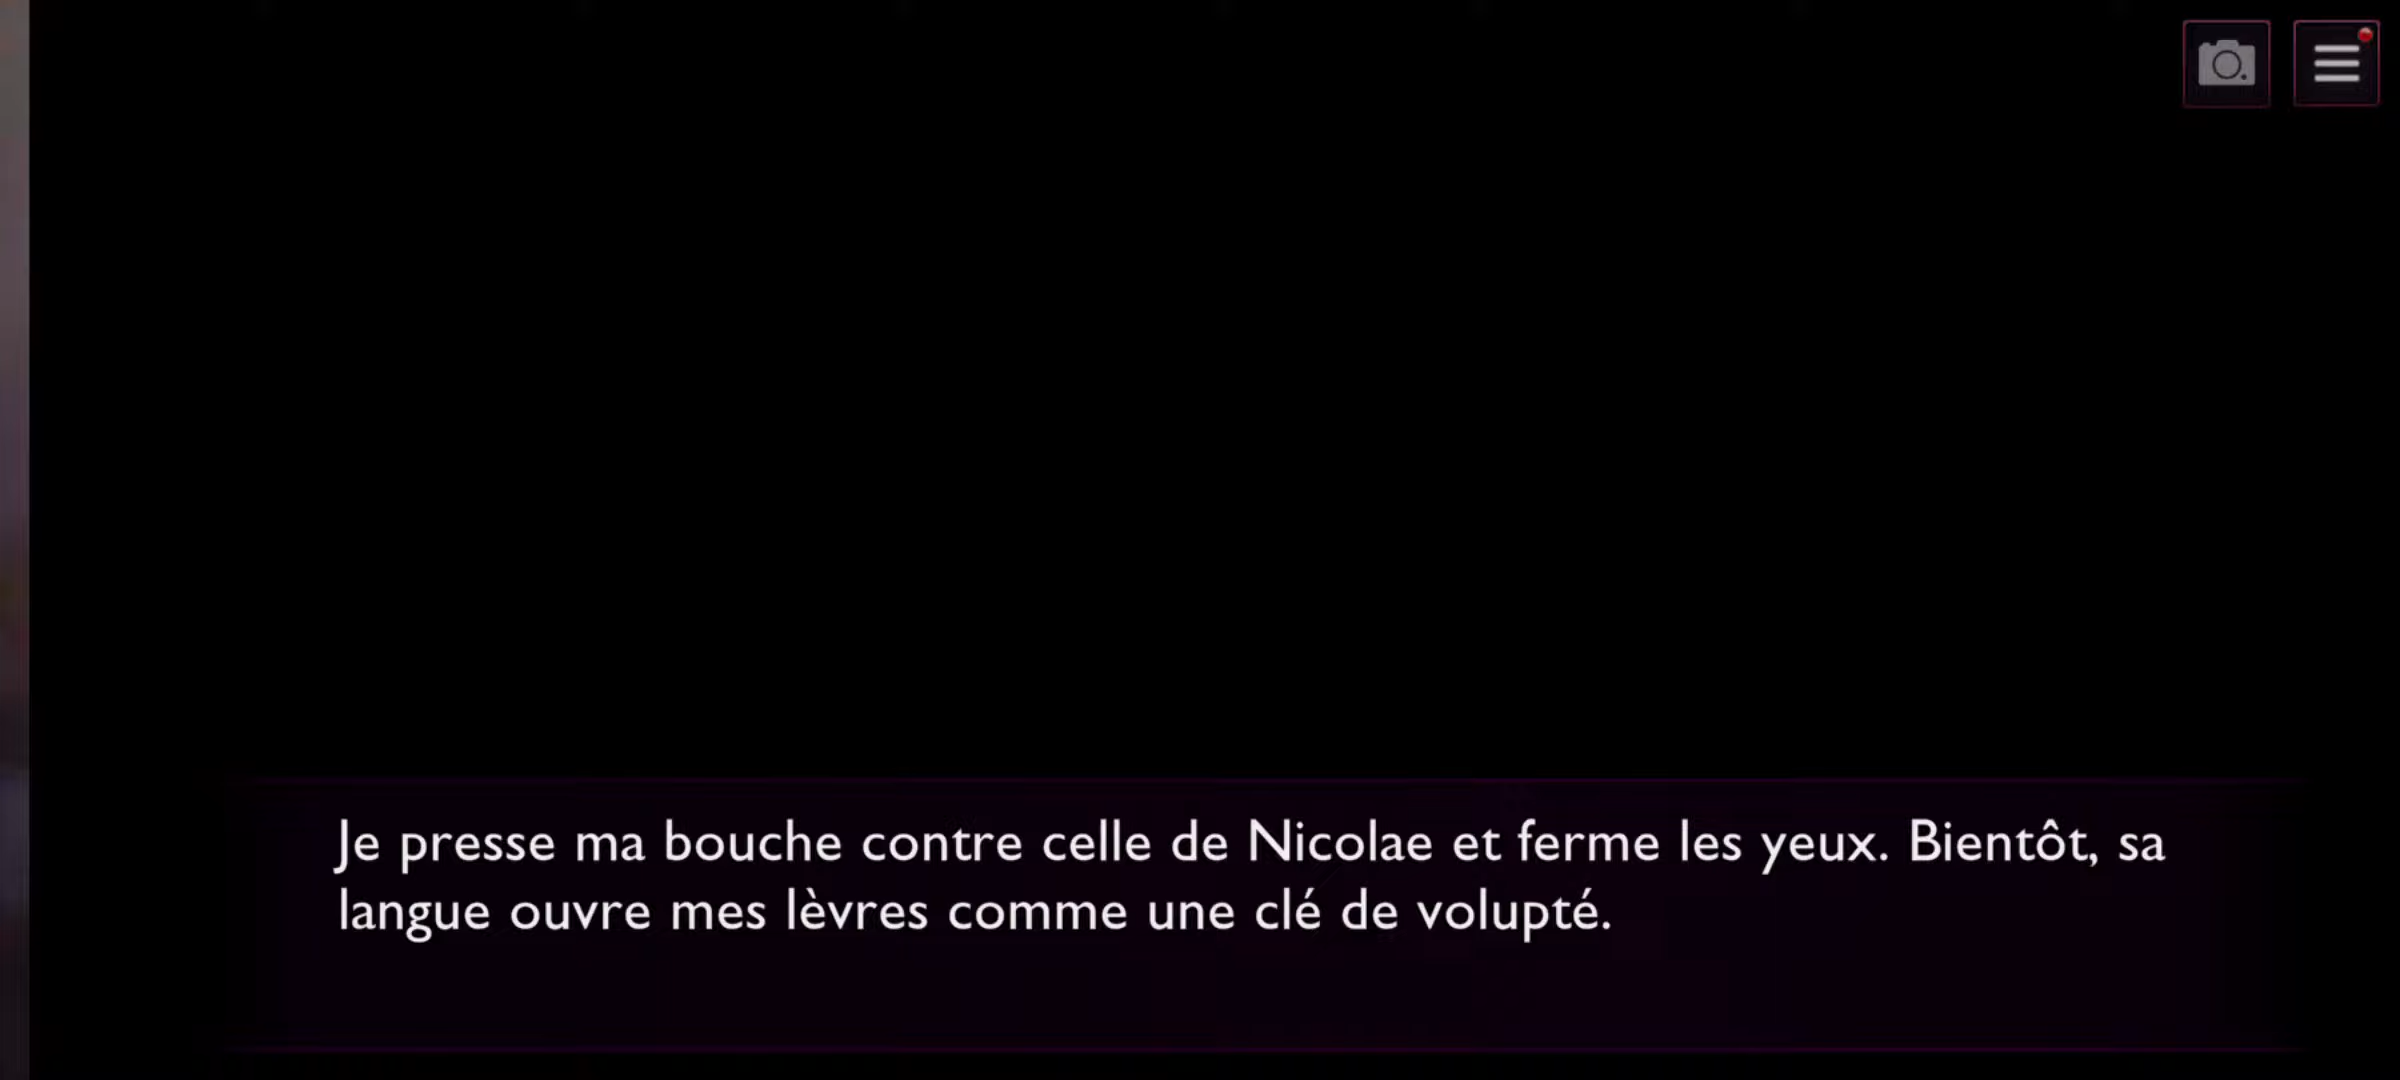 Je presse ma bouche contre celle de Nicolae et ferme les yeux. Bientôt, sa
langue ouvre mes lèvres comme une clé de volupté.